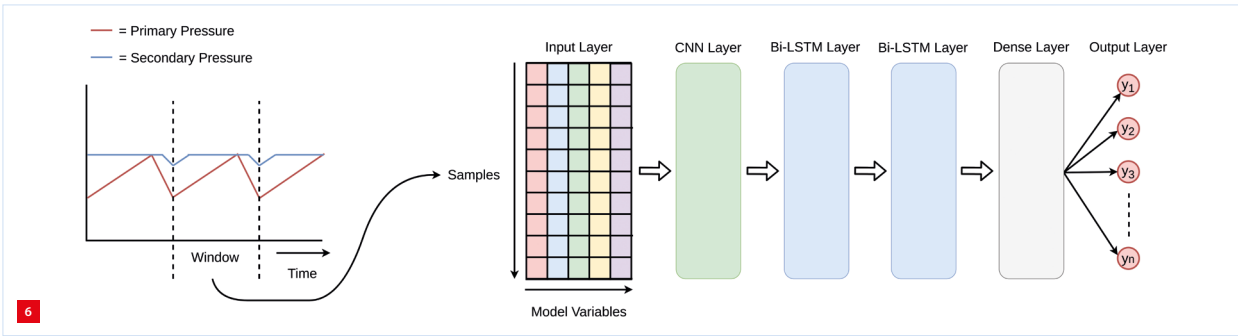 = Primary Pressure
= Secondary Pressure
Window
Time
Samples
Input Layer
Model Variables
CNN Layer
Bi-LSTM Layer
Bi-LSTM Layer
Dense Layer
Output Layer
y1
y2
y3
yn
6